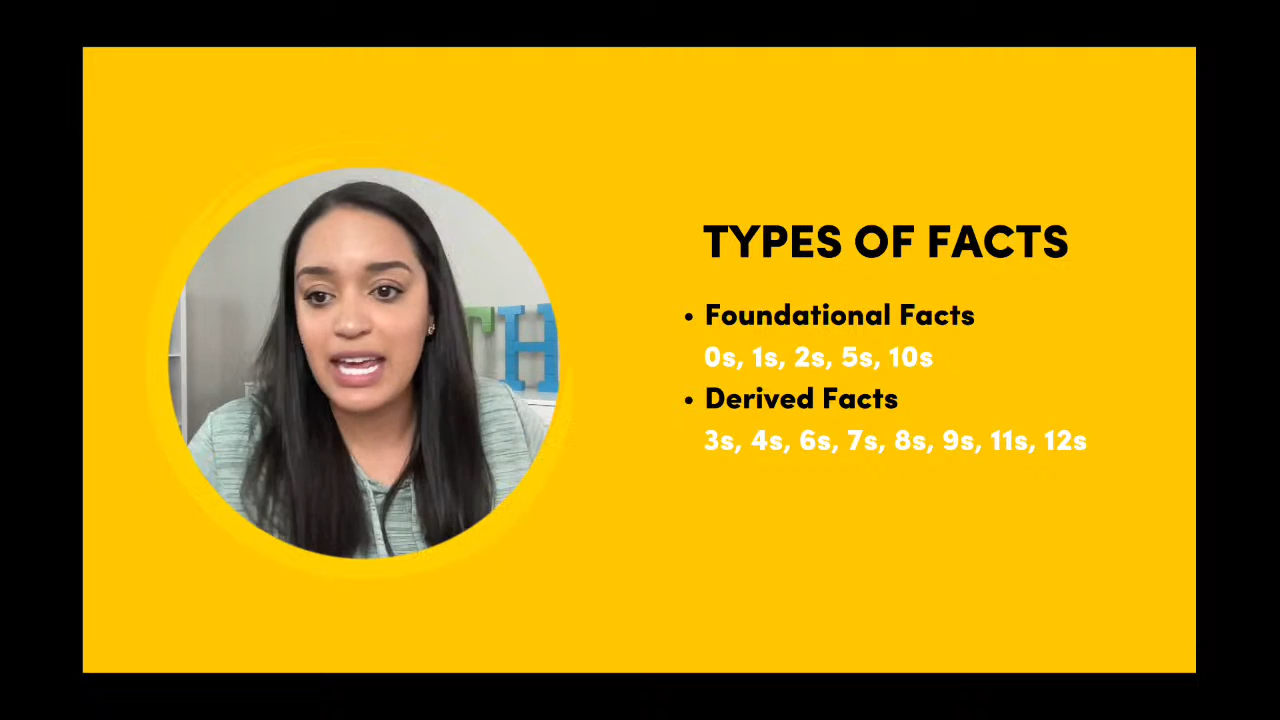 TH
TYPES OF FACTS
• Foundational Facts
0s, 1s, 2s, 5s, 10s
• Derived Facts
3s, 4s, 6s, 7s, 8s, 9s, 11s, 12s